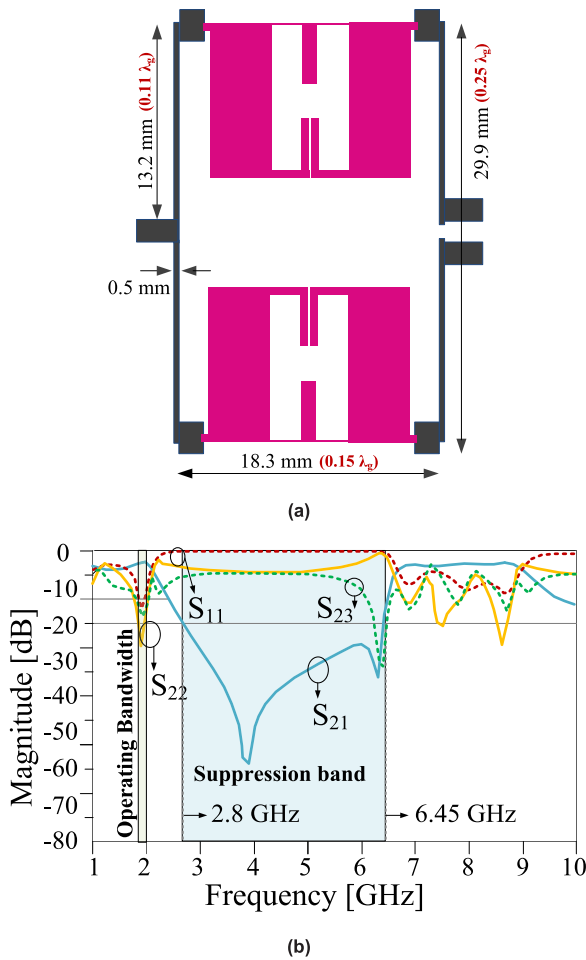 13.2 mm (0.11 λg)
29.9 mm (0.25 λg)
0.5 mm
18.3 mm (0.15 λg)
(a)
Magnitude [dB]
0
-10
-20
-30
-40
-50
-60
-70
-80
Operating Bandwidth
S11
S23
S22
S21
Suppression band
2.8 GHz
6.45 GHz
1 2 3 4 5 6 7 8 9 10
Frequency [GHz]
(b)